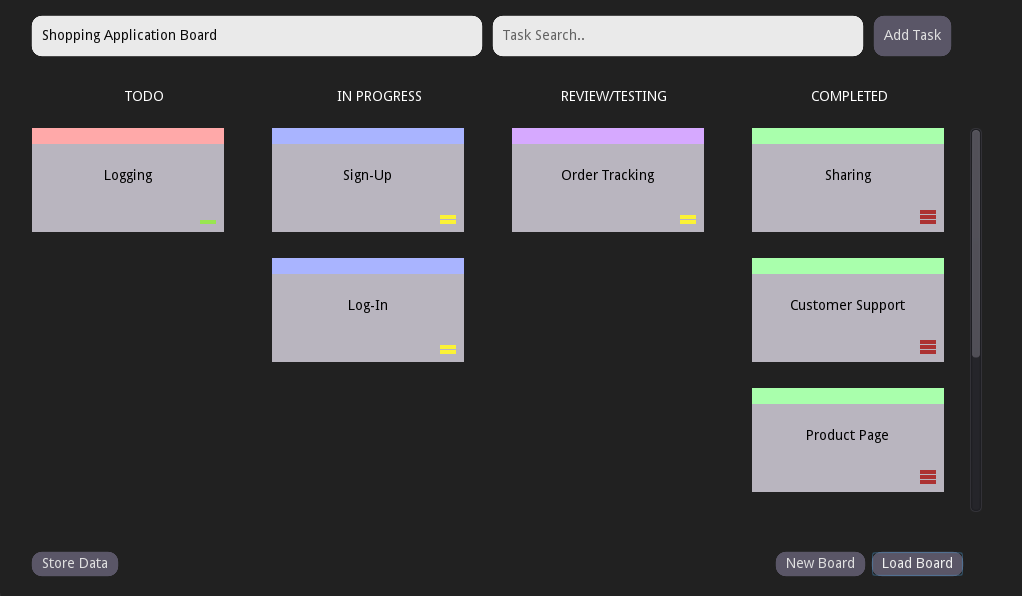 Shopping Application Board
Task Search..
Add Task
TODO
IN PROGRESS
REVIEW/TESTING
COMPLETED
Logging
Sign-Up
Order Tracking
Sharing
Log-In
Customer Support
Product Page
Store Data
New Board
Load Board